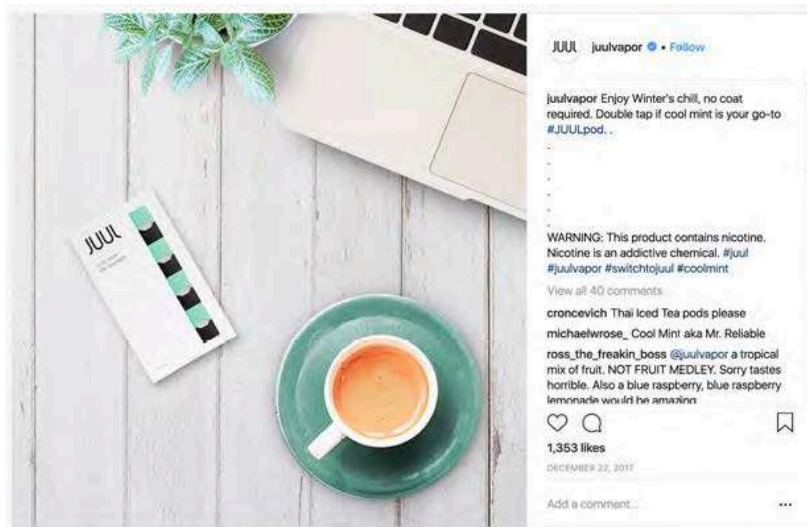 JUUL
JUUL juulvapor • Follow
juulvapor Enjoy Winter's chill, no coat
required. Double tap if cool mint is your go-to
#JUULpod. .
.
.
.
.
.
.
WARNING: This product contains nicotine.
Nicotine is an addictive chemical. #juul
#juulvapor #switchtojuul #coolmint
View all 40 comments
croncevich Thai Iced Tea pods please
michaelwrose_ Cool Mint aka Mr. Reliable
ross_the_freakin_boss @juulvapor a tropical
mix of fruit. NOT FRUIT MEDLEY. Sorry tastes
horrible. Also a blue raspberry, blue raspberry
lemonade would be amazing
1,353 likes
DECEMBER 22, 2017
Add a comment...